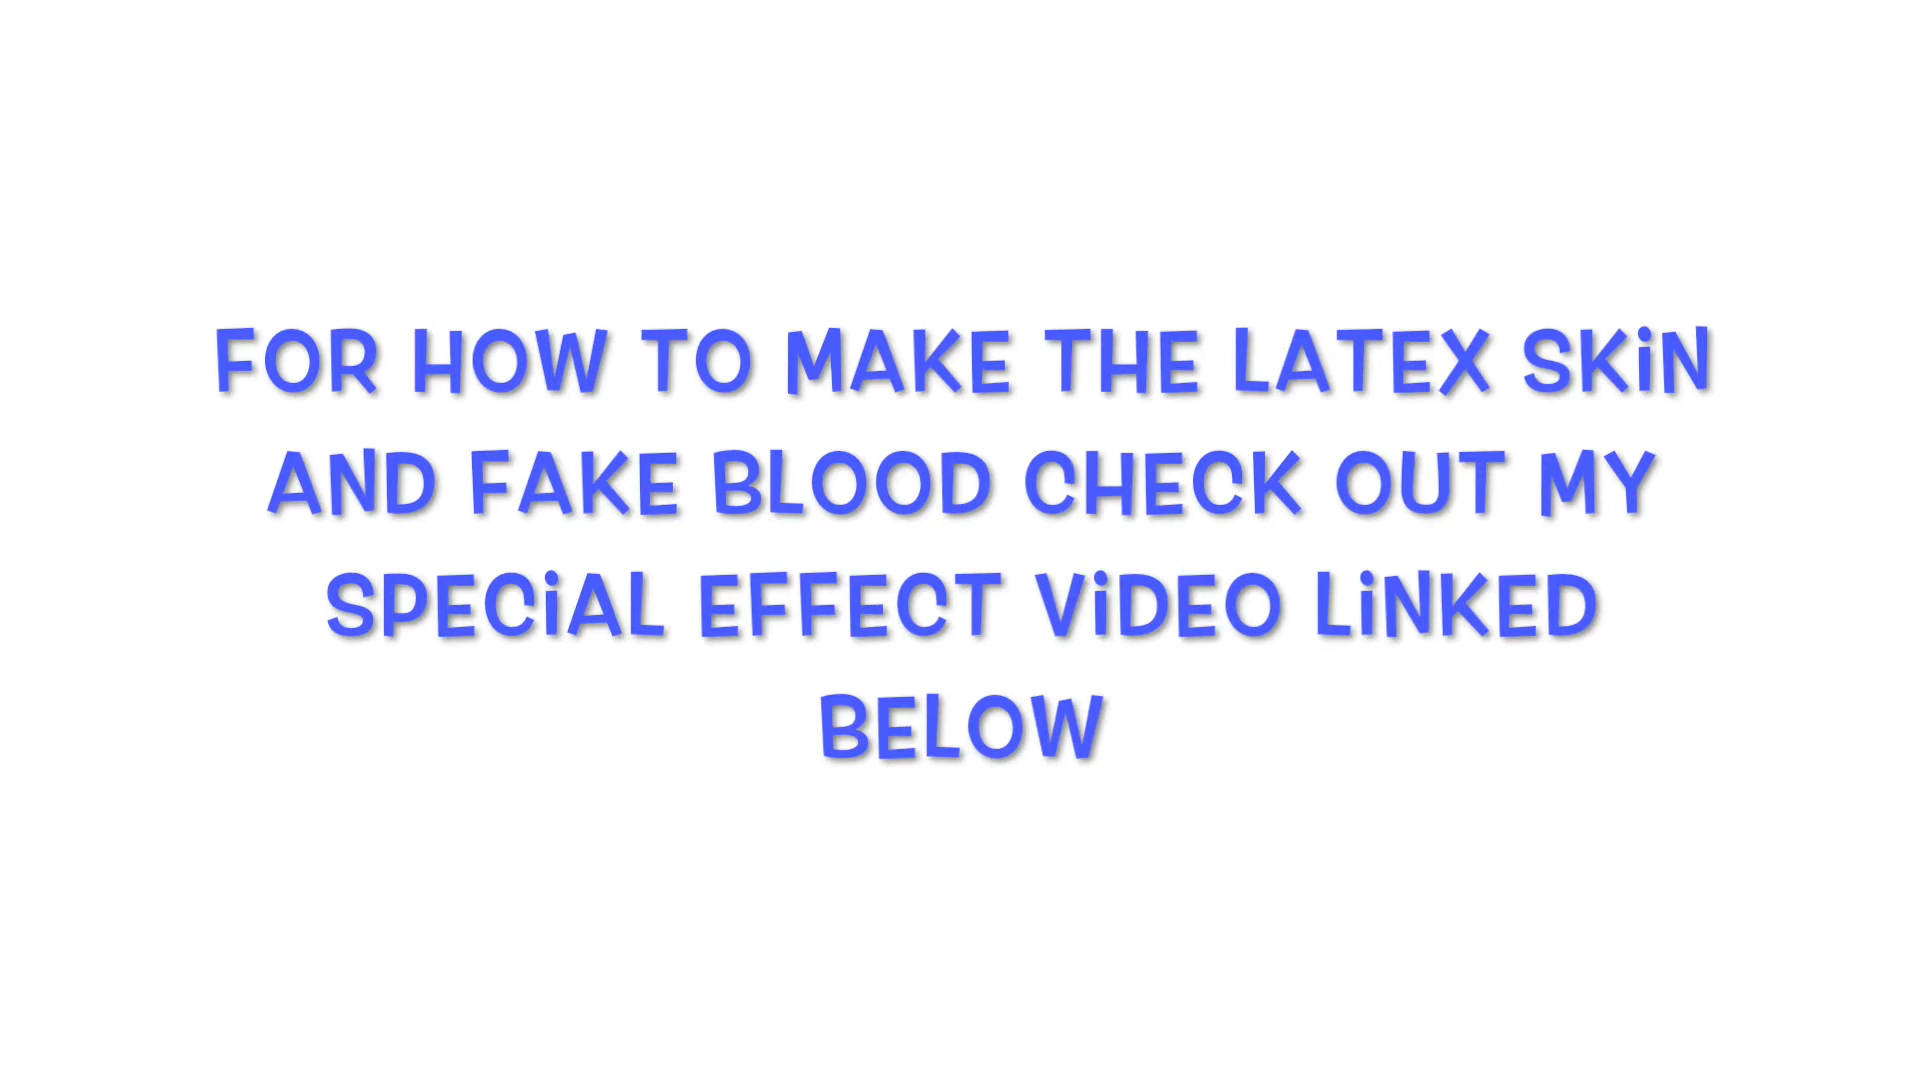 FOR HOW TO MAKE THE LATEX SKiN
AND FAKE BLOOD CHECK OUT MY
SPECiAL EFFECT ViDEO LiNKED
BELOW